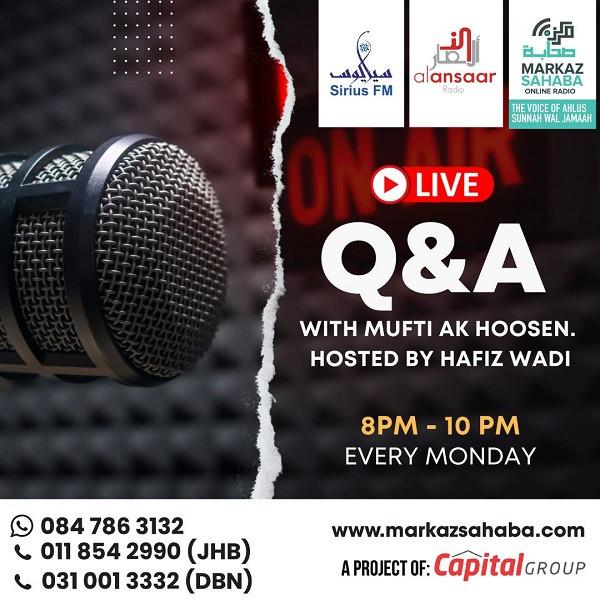 سيريوس
Sirius FM
الأنصار
alansaar
Radio
مركز
صحابة
MARKAZ
SAHABA
ONLINE RADIO
THE VOICE OF AHLUS
SUNNAH WAL JAMAAH
ON AIR
LIVE
Q&A
WITH MUFTI AK HOOSEN.
HOSTED BY HAFIZ WADI
8PM - 10 PM
EVERY MONDAY
084 786 3132
011 854 2990 (JHB)
031 001 3332 (DBN)
www.markazsahaba.com
A PROJECT OF: Capital GROUP